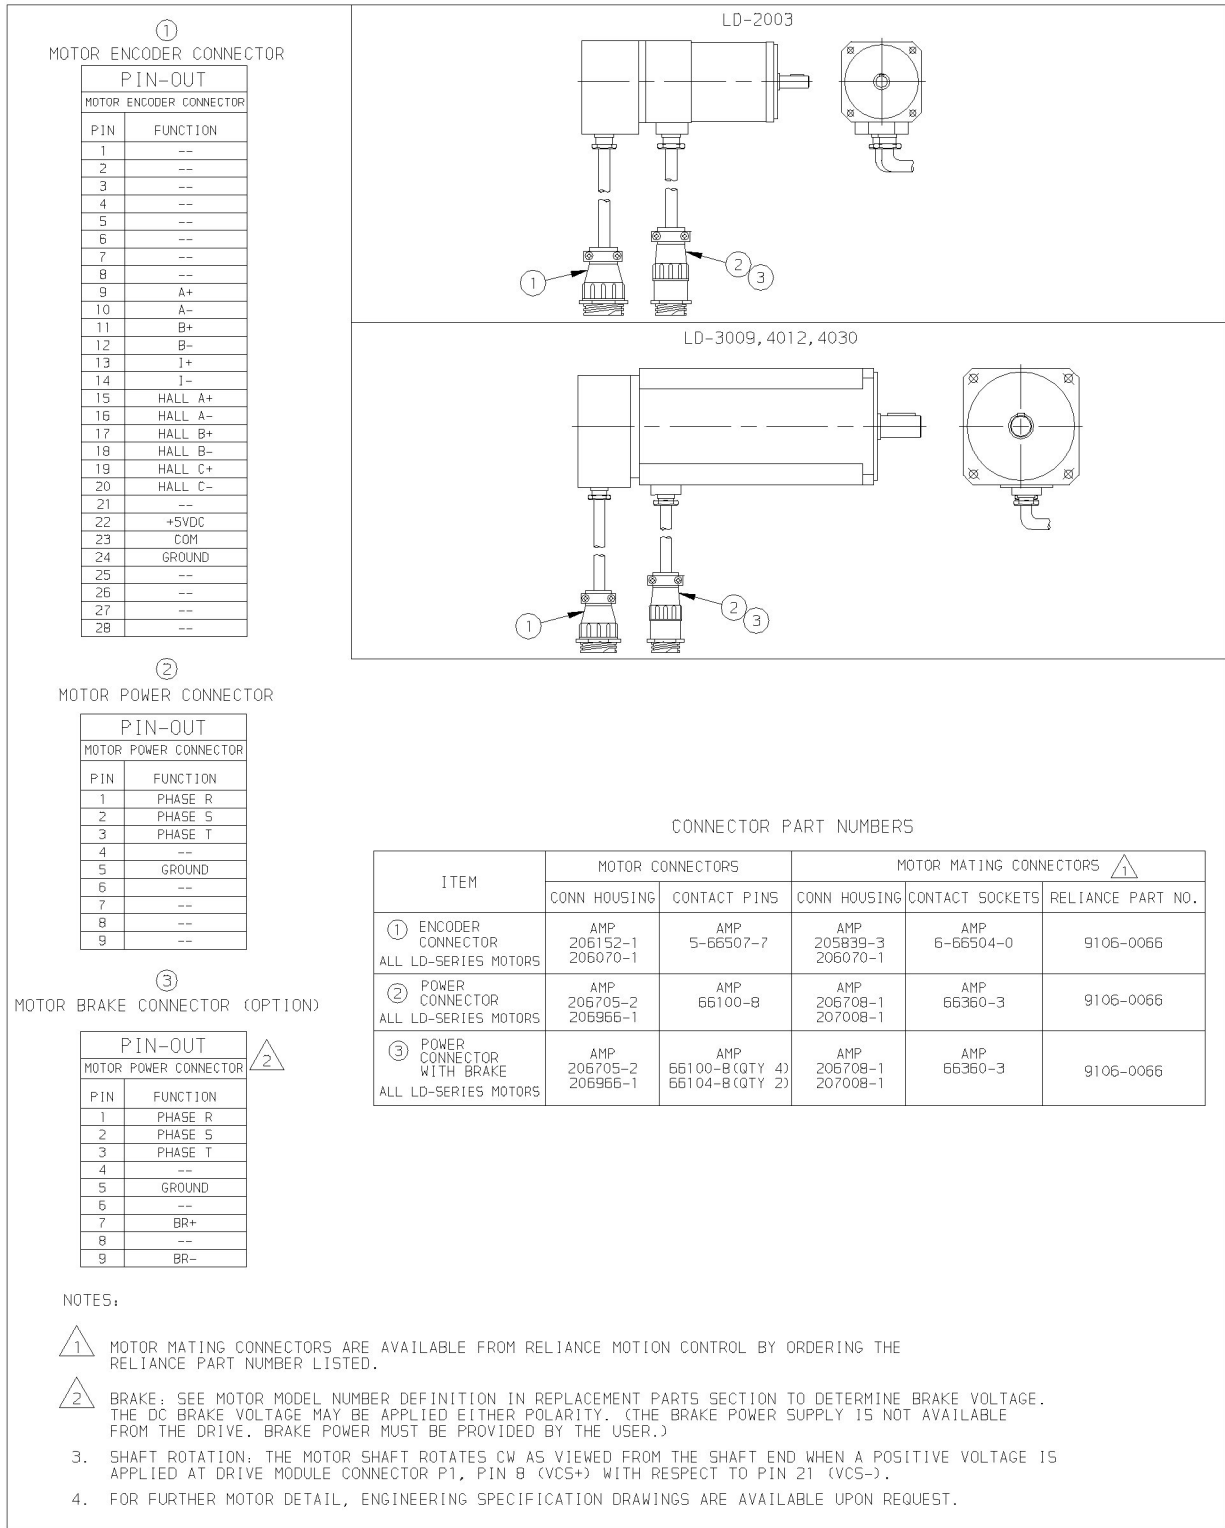 1
MOTOR ENCODER CONNECTOR
PIN-OUT
MOTOR ENCODER CONNECTOR
PIN FUNCTION
1 --
2 --
3 --
4 --
5 --
6 --
7 --
8 --
9 A+
10 A-
11 B+
12 B-
13 I+
14 I-
15 HALL A+
16 HALL A-
17 HALL B+
18 HALL B-
19 HALL C+
20 HALL C-
21 --
22 +5VDC
23 COM
24 GROUND
25 --
26 --
27 --
28 --
2
MOTOR POWER CONNECTOR
PIN-OUT
MOTOR POWER CONNECTOR
PIN FUNCTION
1 PHASE R
2 PHASE S
3 PHASE T
4 --
5 GROUND
6 --
7 --
8 --
9 --
3
MOTOR BRAKE CONNECTOR (OPTION)
PIN-OUT
MOTOR POWER CONNECTOR 2
PIN FUNCTION
1 PHASE R
2 PHASE S
3 PHASE T
4 --
5 GROUND
6 --
7 BR+
8 --
9 BR-
LD-2003
1
2
3
LD-3009,4012,4030
1
2
3
CONNECTOR PART NUMBERS
ITEM MOTOR CONNECTORS MOTOR MATING CONNECTORS 1
CONN HOUSING CONTACT PINS CONN HOUSING CONTACT SOCKETS RELIANCE PART NO.
1 ENCODER AMP AMP AMP AMP
CONNECTOR 206152-1 5-66507-7 205839-3 6-66504-0 9106-0066
ALL LD-SERIES MOTORS 206070-1 206070-1
2 POWER AMP AMP AMP AMP
CONNECTOR 206705-2 66100-8 206708-1 66360-3 9106-0066
ALL LD-SERIES MOTORS 206966-1 207008-1
3 POWER
CONNECTOR AMP AMP AMP AMP
WITH BRAKE 206705-2 66100-8(QTY 4) 206708-1 66360-3 9106-0066
ALL LD-SERIES MOTORS 206966-1 66104-8(QTY 2) 207008-1
NOTES:
1 MOTOR MATING CONNECTORS ARE AVAILABLE FROM RELIANCE MOTION CONTROL BY ORDERING THE
RELIANCE PART NUMBER LISTED.
2 BRAKE: SEE MOTOR MODEL NUMBER DEFINITION IN REPLACEMENT PARTS SECTION TO DETERMINE BRAKE VOLTAGE.
THE DC BRAKE VOLTAGE MAY BE APPLIED EITHER POLARITY. (THE BRAKE POWER SUPPLY IS NOT AVAILABLE
FROM THE DRIVE. BRAKE POWER MUST BE PROVIDED BY THE USER.)
3. SHAFT ROTATION: THE MOTOR SHAFT ROTATES CW AS VIEWED FROM THE SHAFT END WHEN A POSITIVE VOLTAGE IS
APPLIED AT DRIVE MODULE CONNECTOR P1, PIN 8 (VCS+) WITH RESPECT TO PIN 21 (VCS-).
4. FOR FURTHER MOTOR DETAIL, ENGINEERING SPECIFICATION DRAWINGS ARE AVAILABLE UPON REQUEST.